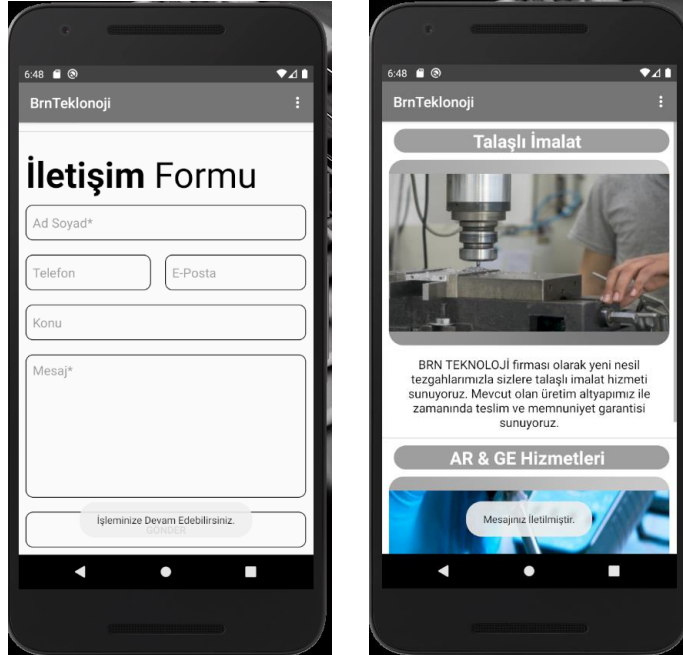 6:48
BrnTeklonoji
İletişim Formu
Ad Soyad*
Telefon
E-Posta
Konu
Mesaj*
İşleminize Devam Edebilirsiniz.
GÖNDER
6:48
BrnTeklonoji
Talaşlı İmalat
BRN TEKNOLOJİ firması olarak yeni nesil
tezgahlarımızla sizlere talaşlı imalat hizmeti
sunuyoruz. Mevcut olan üretim altyapımız ile
zamanında teslim ve memnuniyet garantisi
sunuyoruz.
AR & GE Hizmetleri
Mesajınız İletilmiştir.